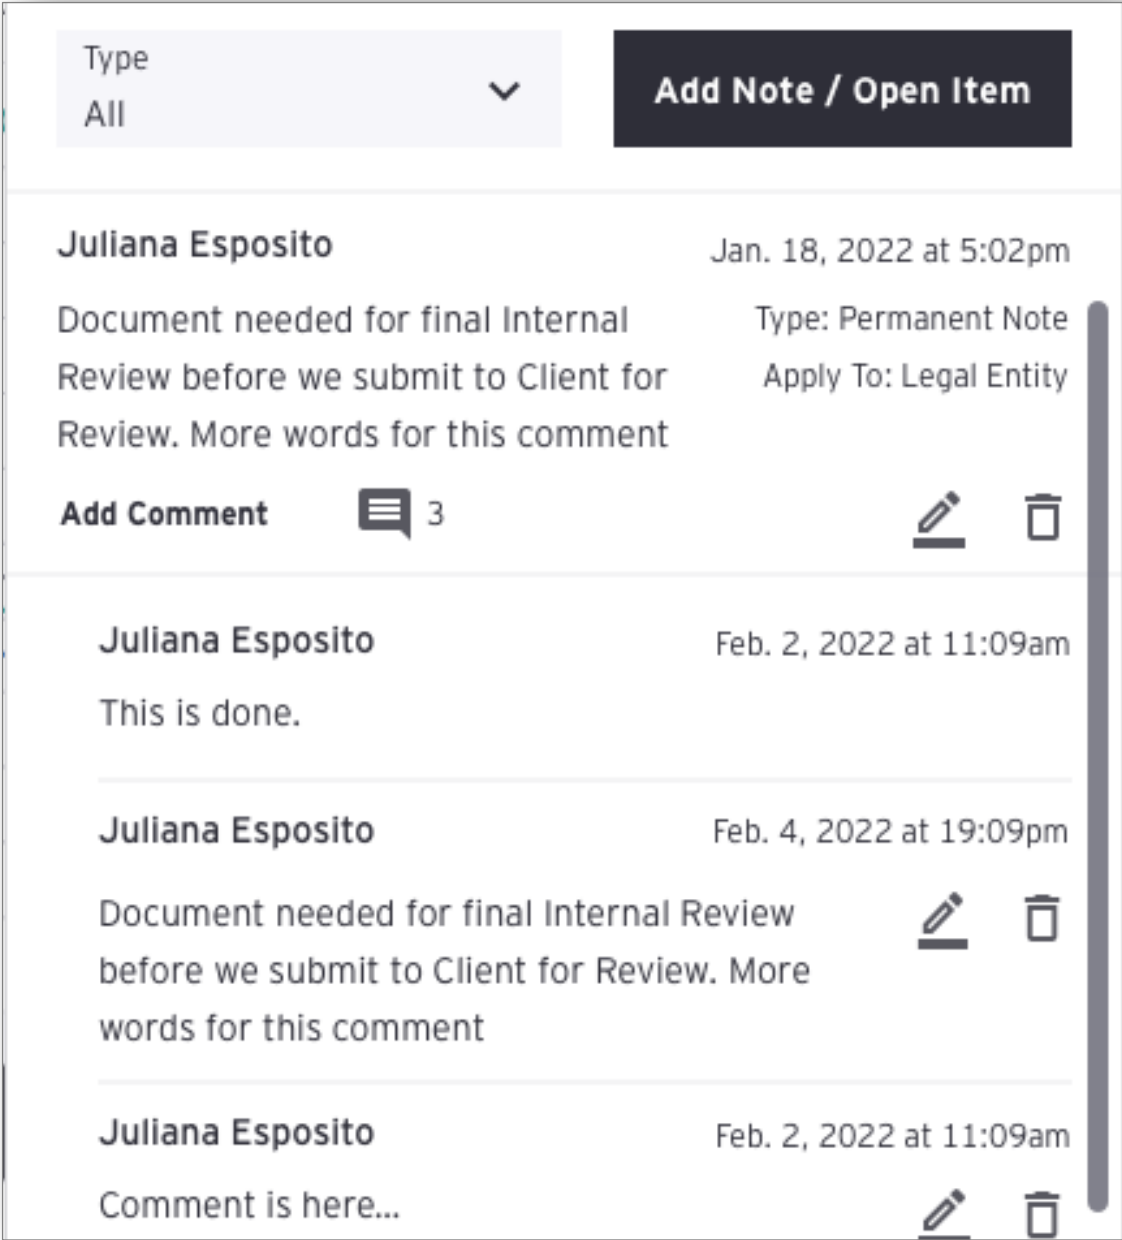 Type
All
Add Note / Open Item
Juliana Esposito
Jan. 18, 2022 at 5:02pm
Document needed for final Internal
Review before we submit to Client for
Review. More words for this comment
Type: Permanent Note
Apply To: Legal Entity
Add Comment
3
Juliana Esposito
Feb. 2, 2022 at 11:09am
This is done.
Juliana Esposito
Feb. 4, 2022 at 19:09pm
Document needed for final Internal Review
before we submit to Client for Review. More
words for this comment
Juliana Esposito
Feb. 2, 2022 at 11:09am
Comment is here...